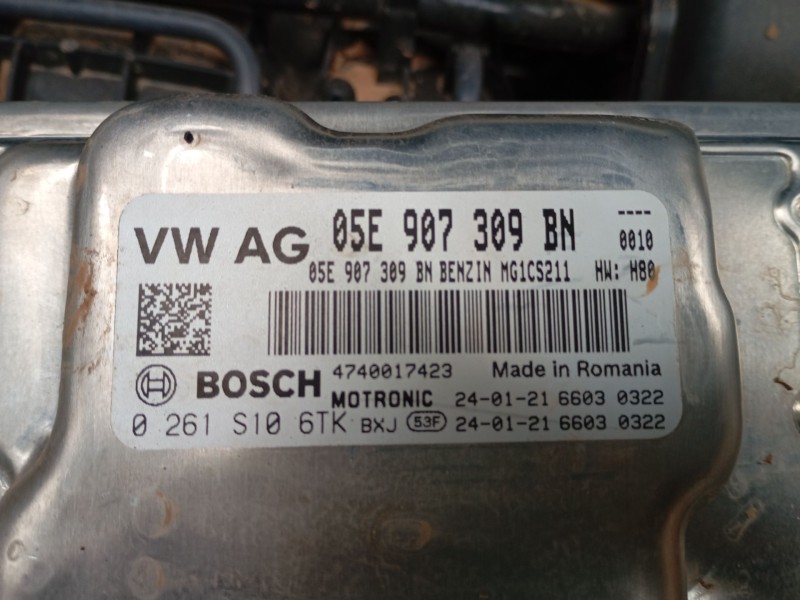 VW AG 05E 907 309 BN ----
0010
05E 907 309 BN BENZIN MG1CS211 HW: H80
BOSCH 4740017423 Made in Romania
MOTRONIC 24-01-21 6603 0322
0 261 S10 6TK BXJ 53F 24-01-21 6603 0322